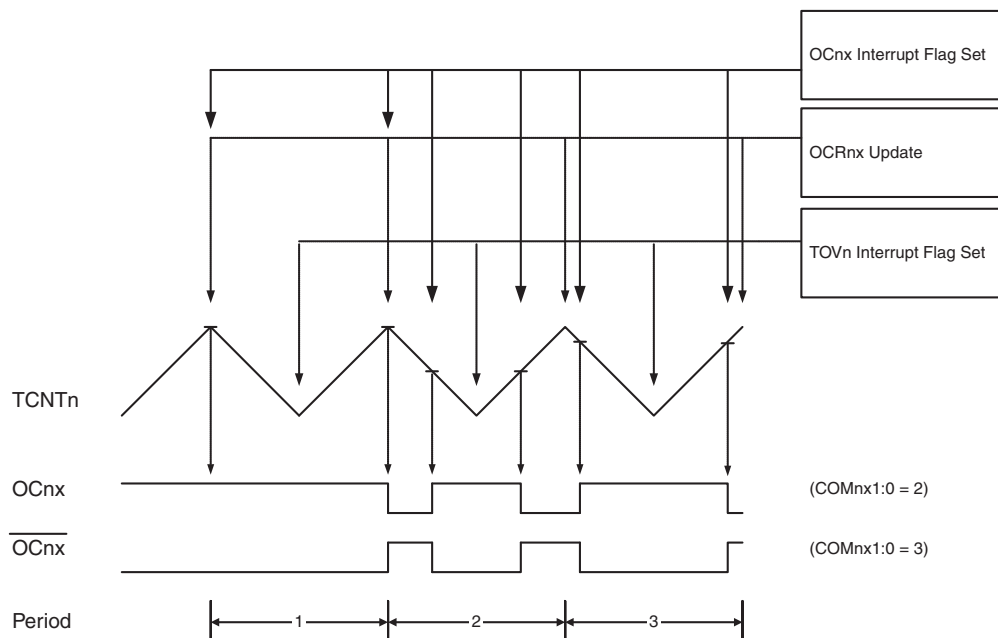 OCnx Interrupt Flag Set
OCRnx Update
TOVn Interrupt Flag Set
TCNTn
OCnx (COMnx1:0 = 2)
OCnx (COMnx1:0 = 3)
Period 1 2 3